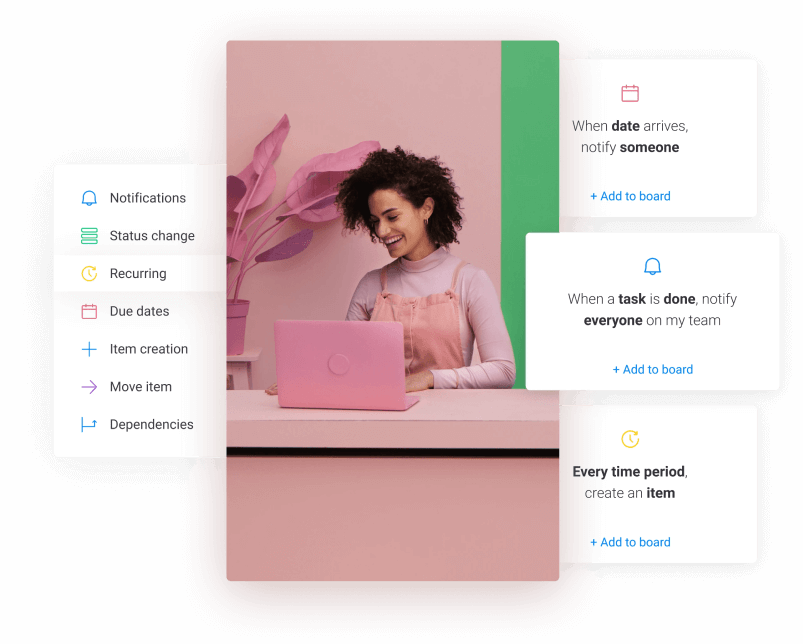 Notifications
Status change
Recurring
Due dates
Item creation
Move item
Dependencies
When date arrives,
notify someone
+ Add to board
When a task is done, notify
everyone on my team
+ Add to board
Every time period,
create an item
+ Add to board